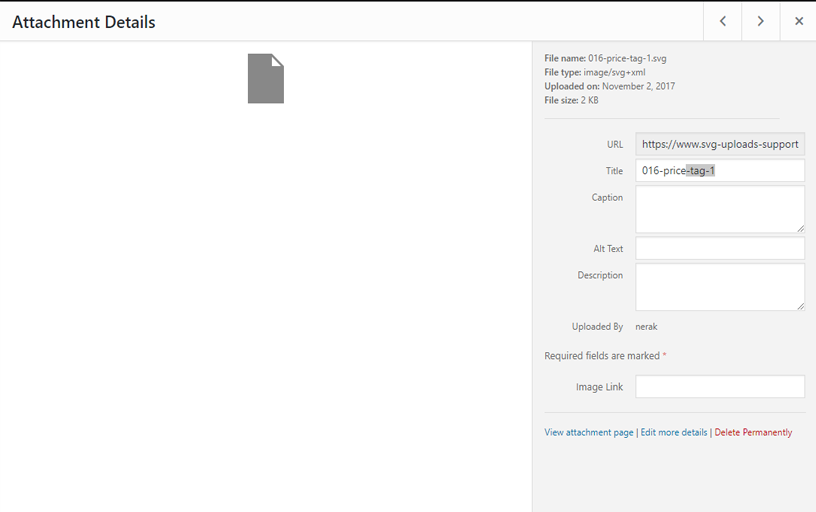 Attachment Details
File name: 016-price-tag-1.svg
File type: image/svg+xml
Uploaded on: November 2, 2017
File size: 2 KB
URL https://www.svg-uploads-support
Title 016-price-tag-1
Caption
Alt Text
Description
Uploaded By nerak
Required fields are marked *
Image Link
View attachment page | Edit more details | Delete Permanently